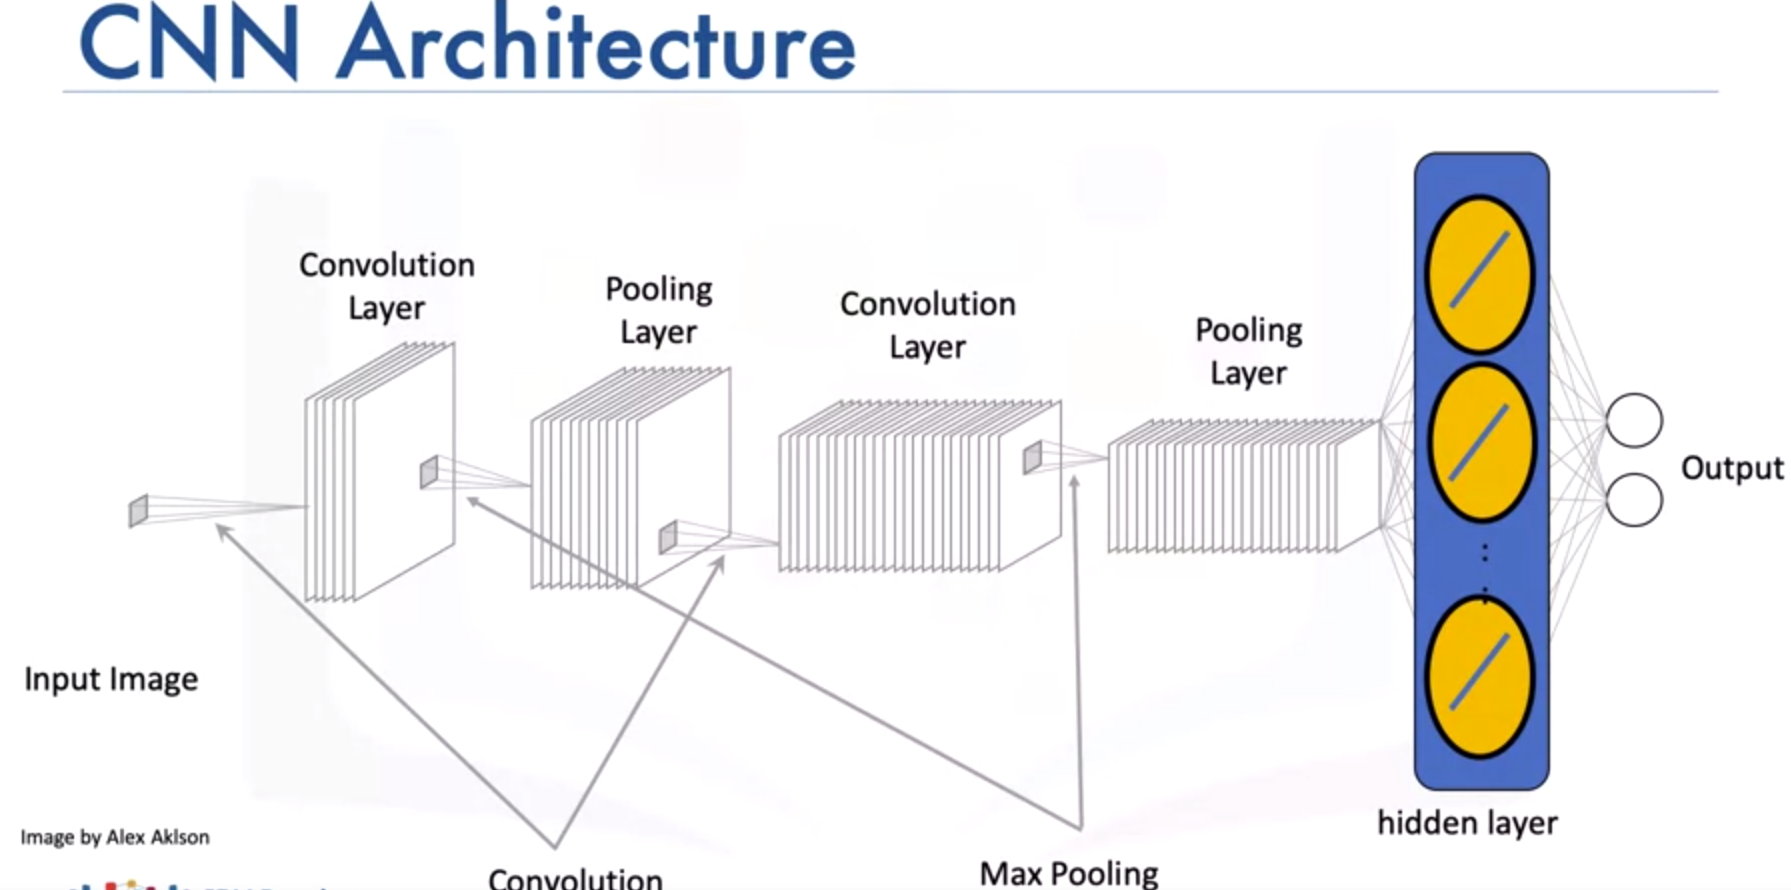 CNN Architecture
Convolution
Layer
Pooling
Layer
Convolution
Layer
Pooling
Layer
Output
Input Image
hidden layer
Image by Alex Aklson
Convolution
Max Pooling